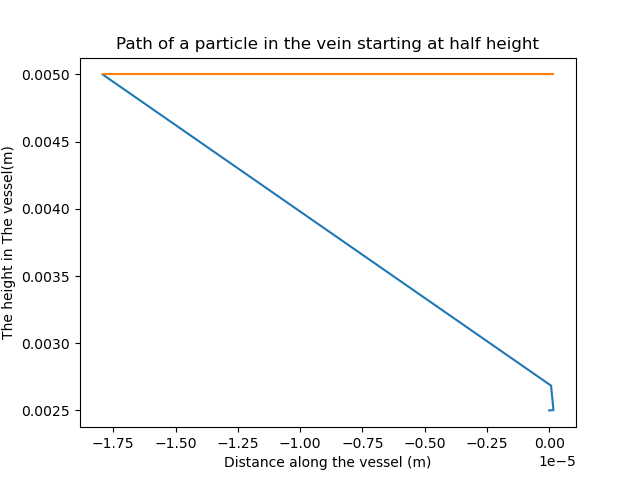 Path of a particle in the vein starting at half height
The height in The vessel(m)
0.0050
0.0045
0.0040
0.0035
0.0030
0.0025
−1.75 −1.50 −1.25 −1.00 −0.75 −0.50 −0.25 0.00
1e−5
Distance along the vessel (m)